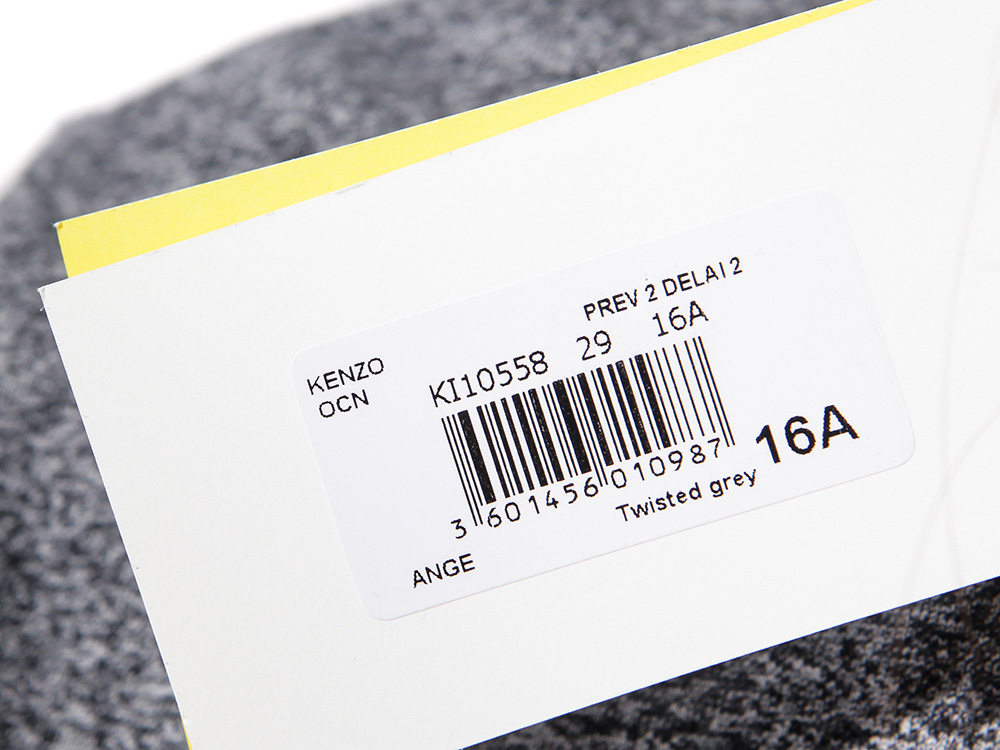 PREV 2 DELAI 2
KENZO
OCN
KI10558 29 16A
3 601456 010987
16A
Twisted grey
ANGE